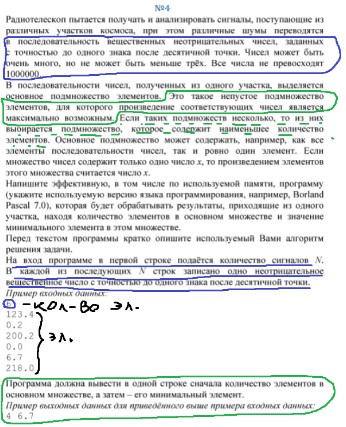 №4
Радиотелескоп пытается получать и анализировать сигналы, поступающие из
различных участков космоса, при этом различные шумы переводятся
в последовательность вещественных неотрицательных чисел, заданных
с точностью до одного знака после десятичной точки. Чисел может быть
очень много, но не может быть меньше трёх. Все числа не превосходят
1000000.
В последовательности чисел, полученных из одного участка, выделяется
основное подмножество элементов. Это такое непустое подмножество
элементов, для которого произведение соответствующих чисел является
максимально возможным. Если таких подмножеств несколько, то из них
выбирается подмножество, которое содержит наименьшее количество
элементов. Основное подмножество может содержать, например, как все
элементы последовательности чисел, так и ровно один элемент. Если
множество чисел содержит только одно число x, то произведением элементов
этого множества считается число x.
Напишите эффективную, в том числе по используемой памяти, программу
(укажите используемую версию языка программирования, например, Borland
Pascal 7.0), которая будет обрабатывать результаты, приходящие из одного
участка, находя количество элементов в основном множестве и значение
минимального элемента в этом множестве.
Перед текстом программы кратко опишите используемый Вами алгоритм
решения задачи.
На вход программе в первой строке подаётся количество сигналов N.
В каждой из последующих N строк записано одно неотрицательное
вещественное число с точностью до одного знака после десятичной точки.
Пример входных данных:
6 - кол-во эл.
123.4
0.2
200.2 эл.
0.0
6.7
218.0
Программа должна вывести в одной строке сначала количество элементов в
основном множестве, а затем – его минимальный элемент.
Пример выходных данных для приведённого выше примера входных данных:
4 6.7